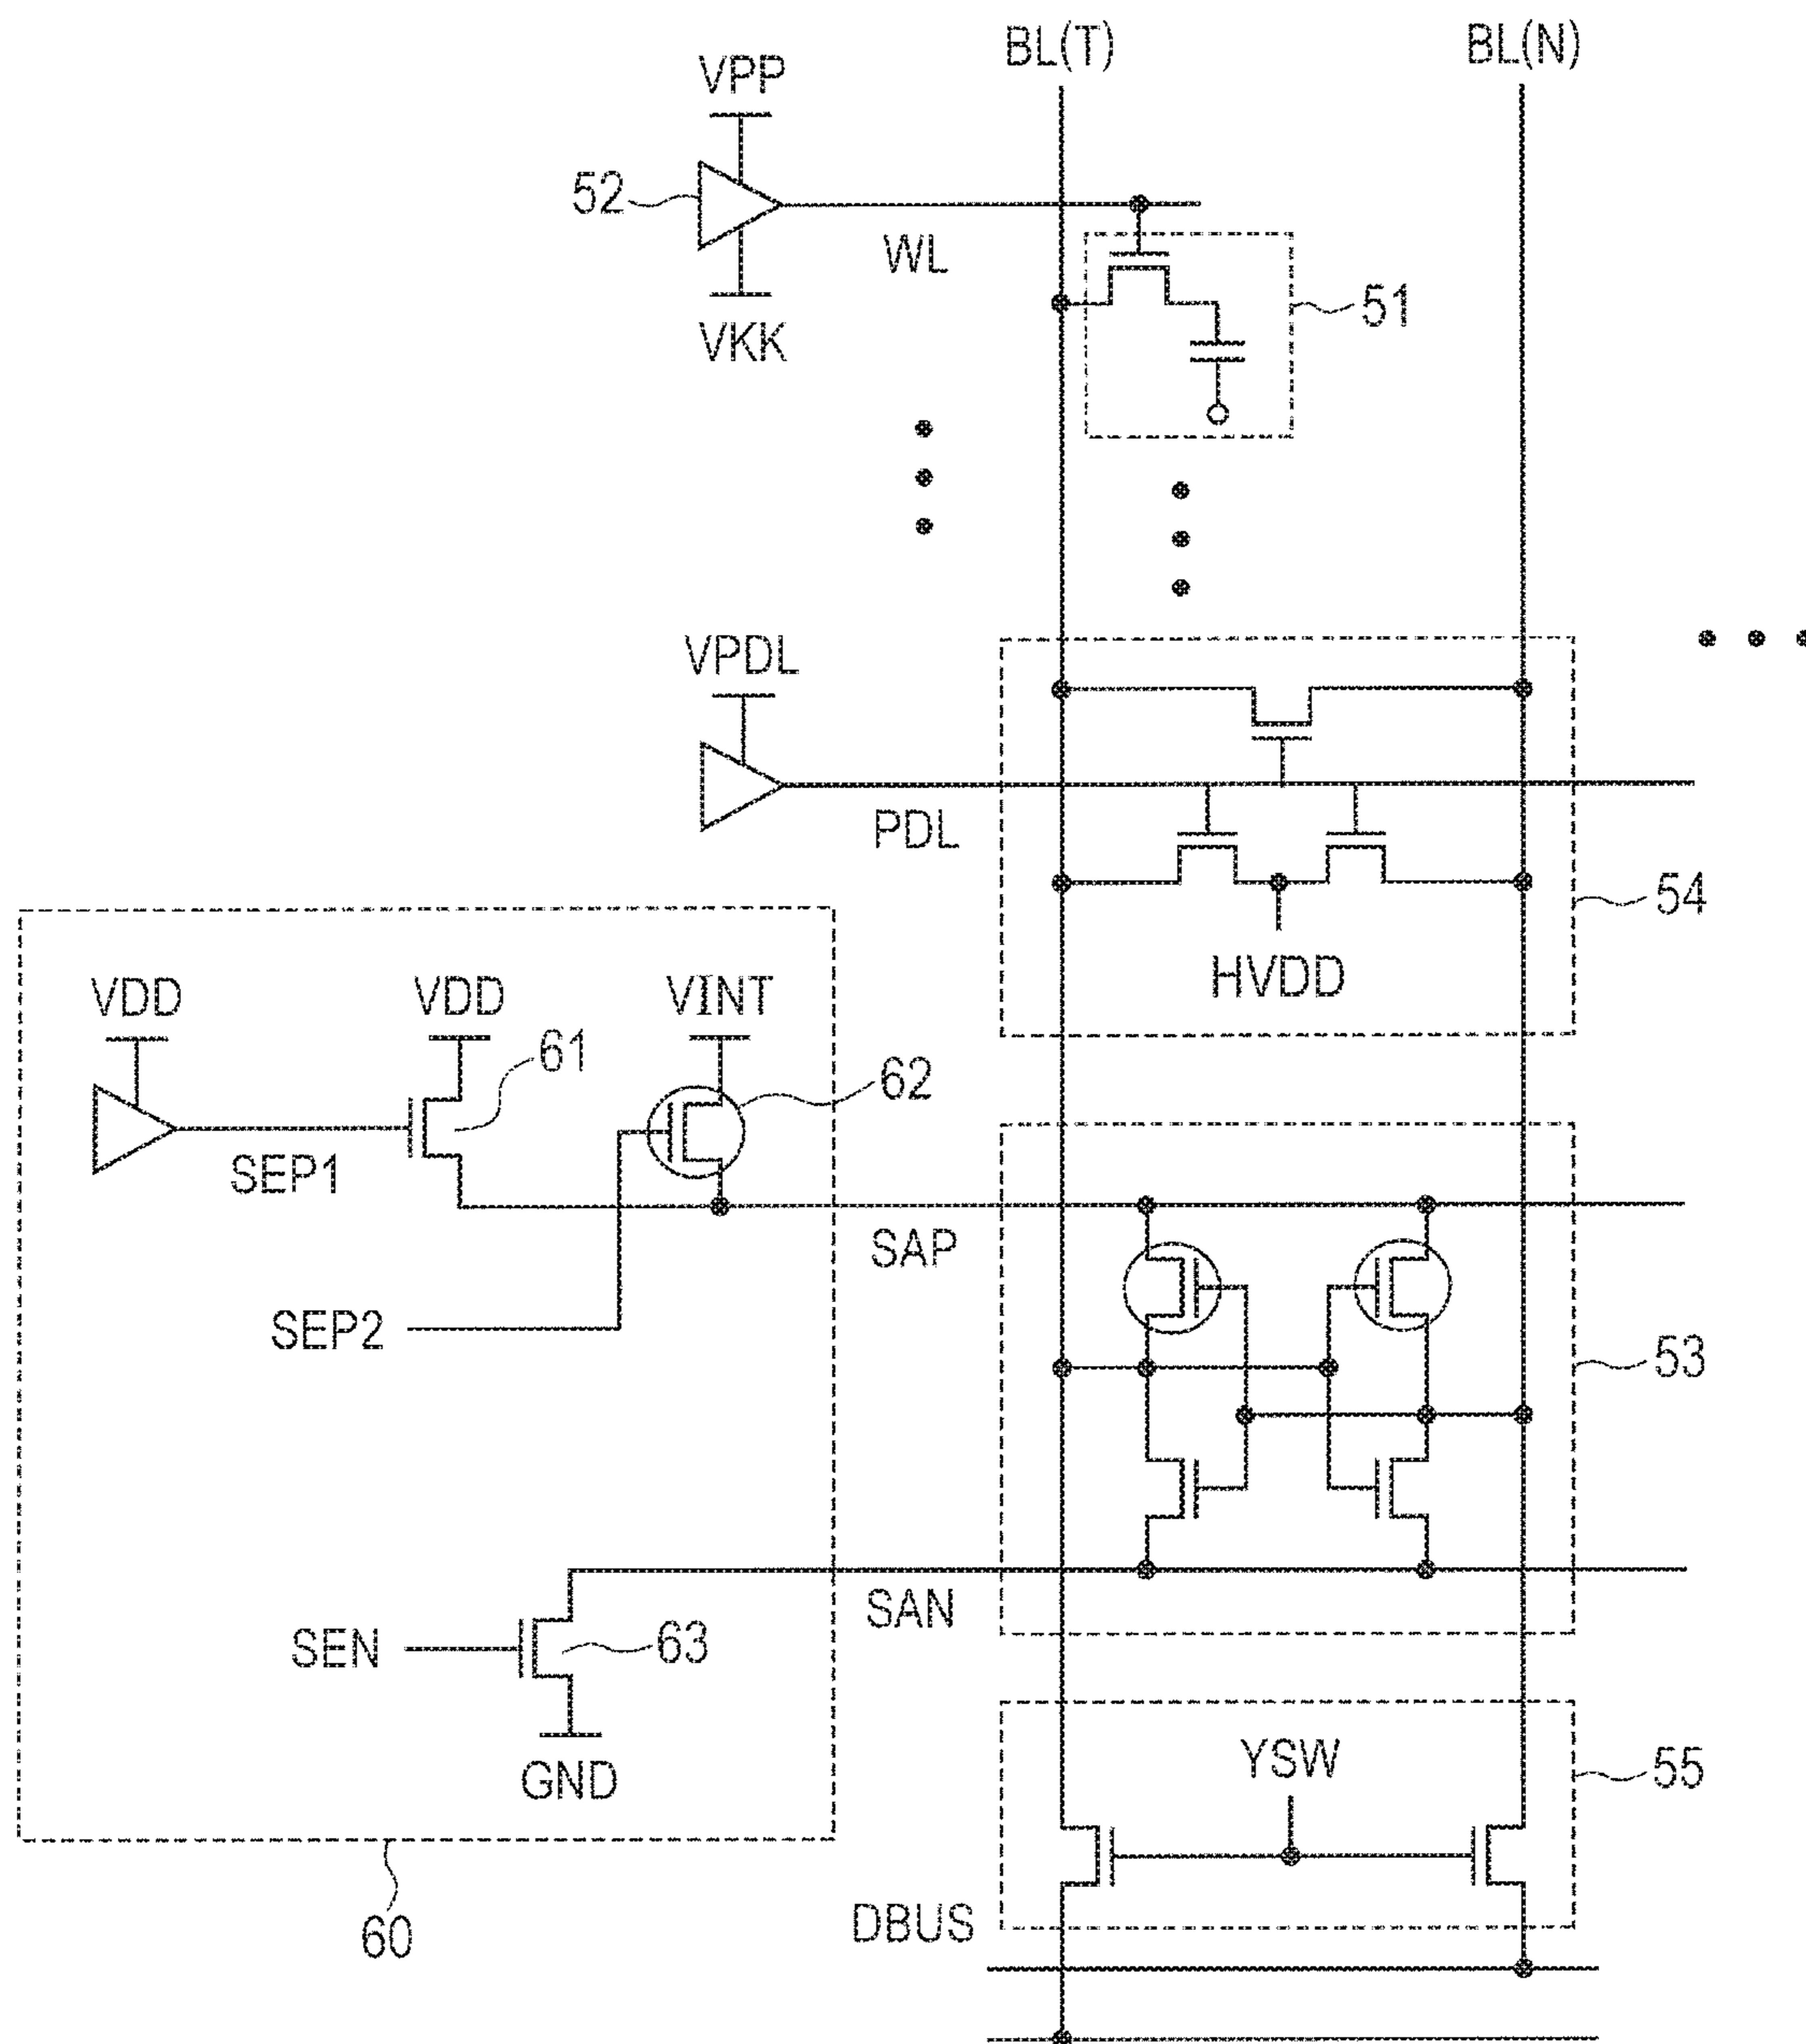 BL(T)
BL(N)
VPP
52
WL
51
VKK
VPDL
PDL
54
HVDD
VDD
VDD
VINT
61
62
SEP1
SAP
SEP2
53
SAN
SEN
63
GND
YSW
55
DBUS
60